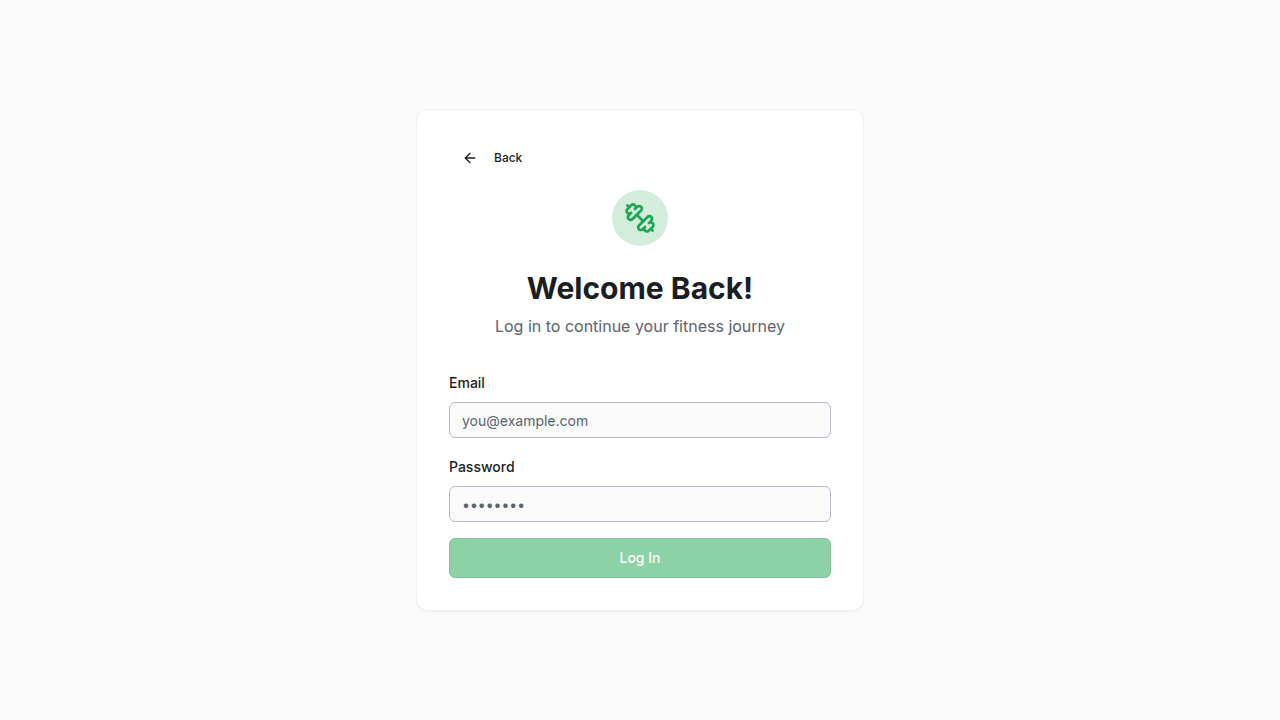 Back
Welcome Back!
Log in to continue your fitness journey
Email
you@example.com
Password
••••••••
Log In